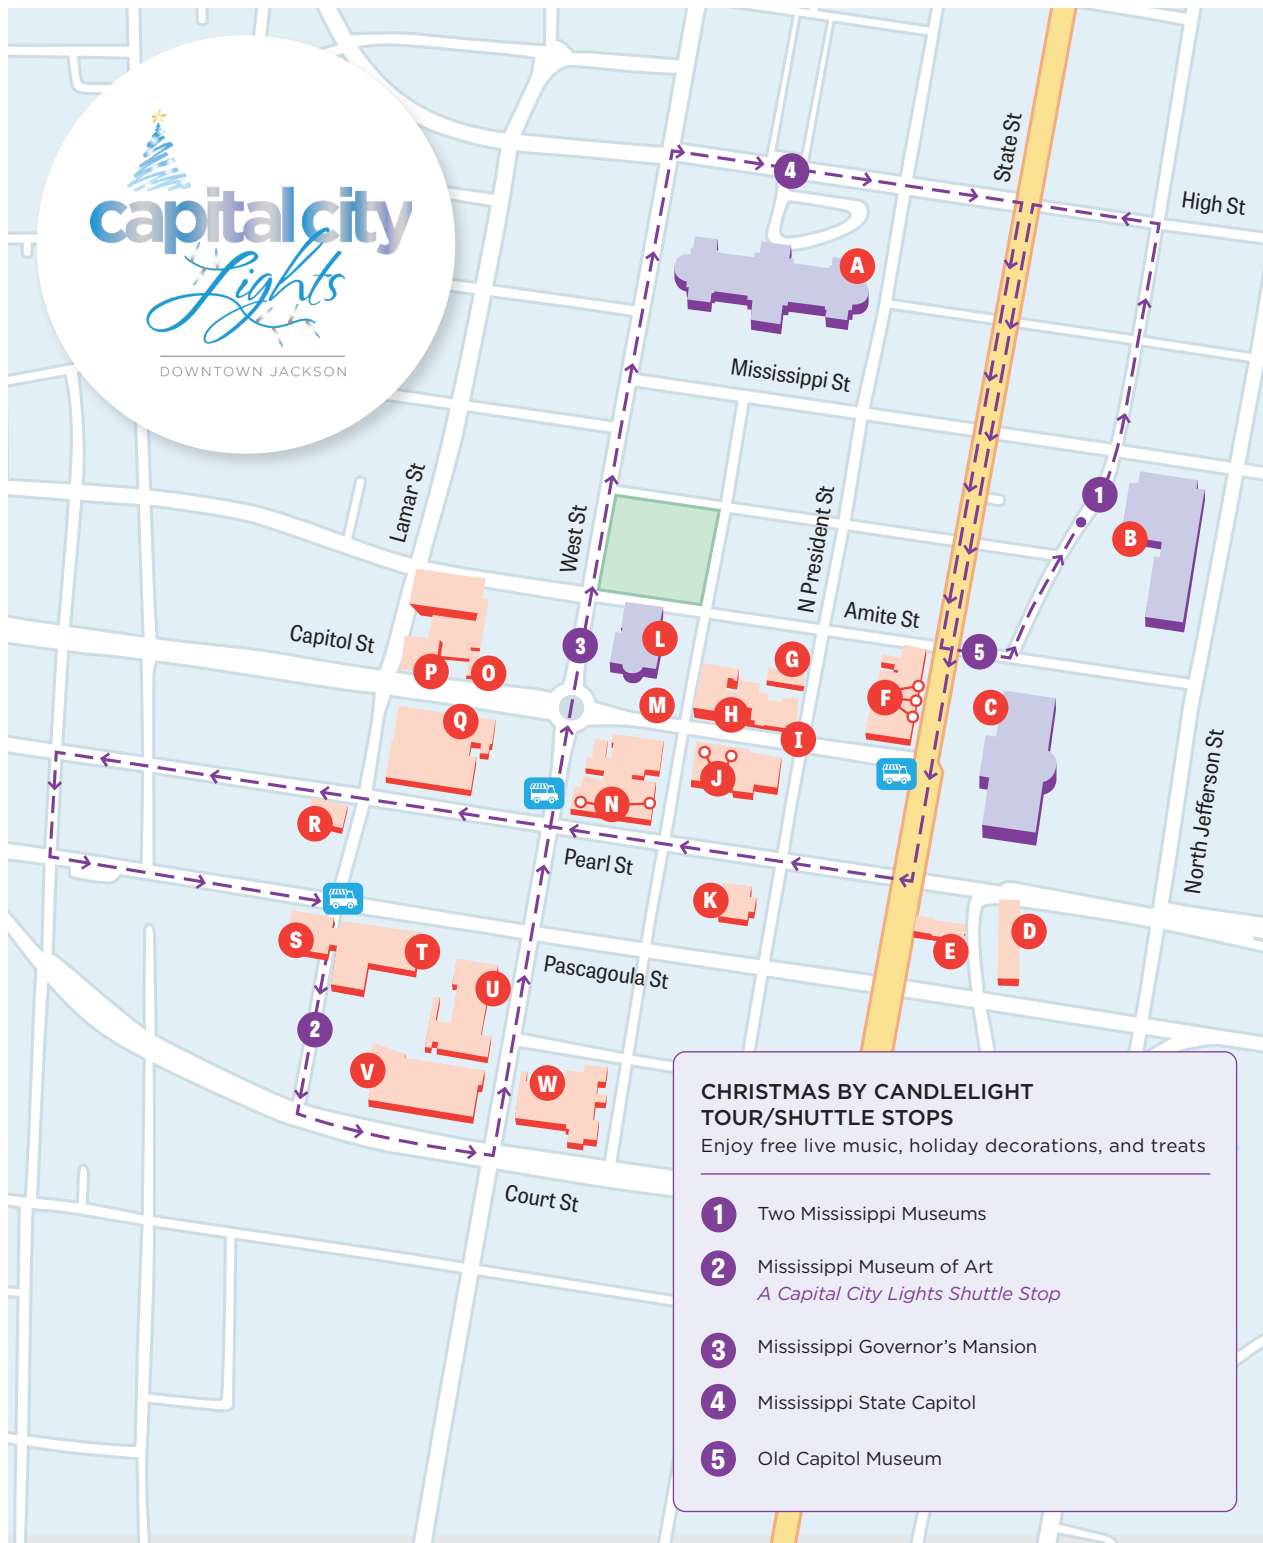 capital city
Lights
DOWNTOWN JACKSON
State St
High St
4
A
Mississippi St
Lamar St
West St
N President St
1
B
Amite St
Capitol St
3
L
G
5
P
O
F
C
M
H
Q
I
J
N
North Jefferson St
R
Pearl St
K
S
T
E
D
Pascagoula St
U
2
V
W
Court St
CHRISTMAS BY CANDLELIGHT
TOUR/SHUTTLE STOPS
Enjoy free live music, holiday decorations, and treats
1 Two Mississippi Museums
2 Mississippi Museum of Art
A Capital City Lights Shuttle Stop
3 Mississippi Governor’s Mansion
4 Mississippi State Capitol
5 Old Capitol Museum